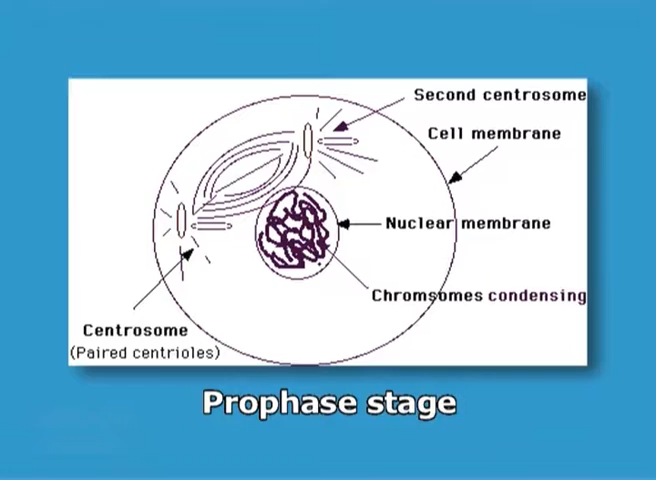 Second centrosome
Cell membrane
Nuclear membrane
Chromsomes condensing
Centrosome
(Paired centrioles)
Prophase stage